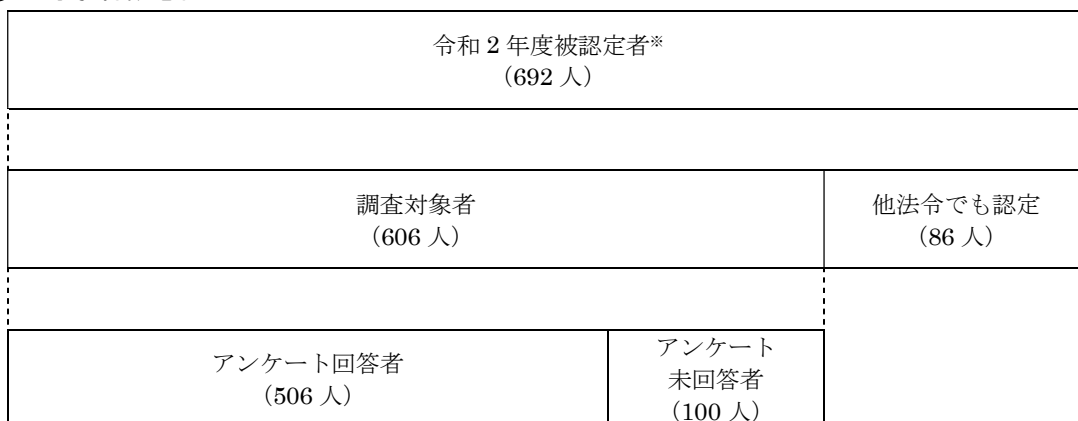 令和 2 年度被認定者※
（692 人）
調査対象者
（606 人）
他法令でも認定
（86 人）
アンケート回答者
（506 人）
アンケート
未回答者
（100 人）